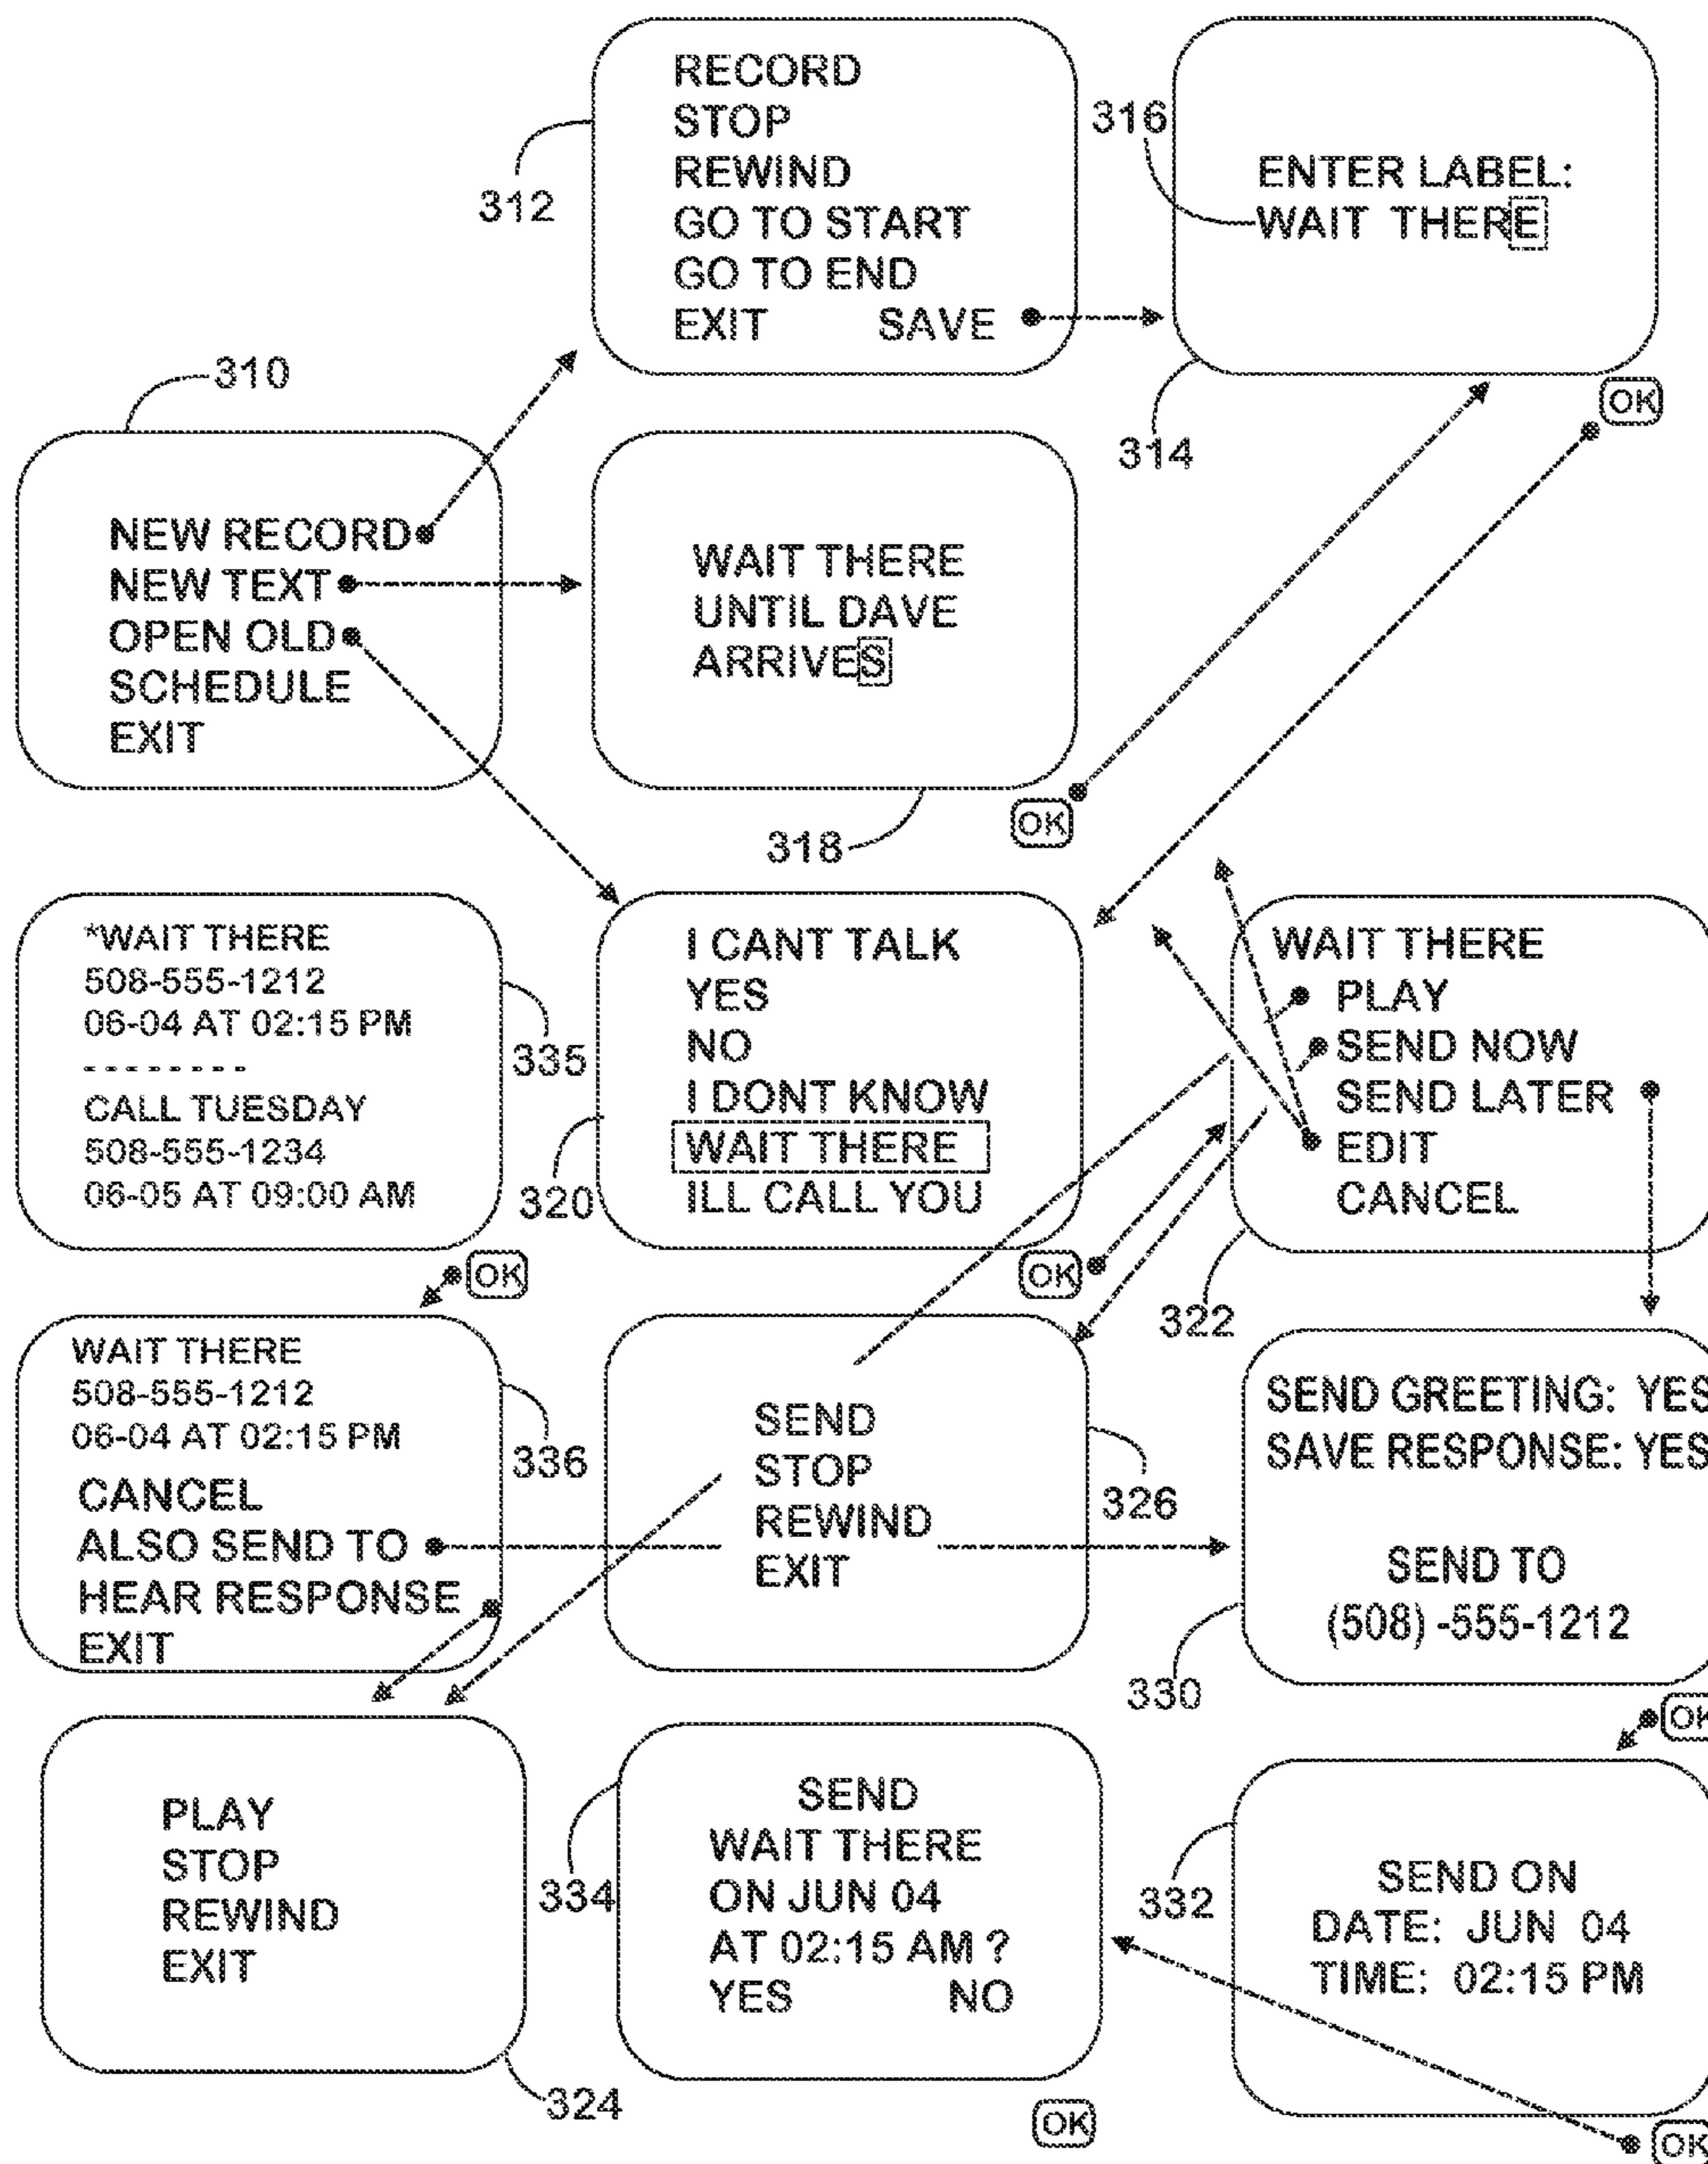 RECORD
STOP
REWIND
GO TO START
GO TO END
EXIT SAVE
312
316
ENTER LABEL:
WAIT THERE
314
OK
310
NEW RECORD
NEW TEXT
OPEN OLD
SCHEDULE
EXIT
WAIT THERE
UNTIL DAVE
ARRIVES
318
OK
*WAIT THERE
508-555-1212
06-04 AT 02:15 PM
--------
CALL TUESDAY
508-555-1234
06-05 AT 09:00 AM
335
OK
I CANT TALK
YES
NO
I DONT KNOW
WAIT THERE
ILL CALL YOU
320
OK
WAIT THERE
PLAY
SEND NOW
SEND LATER
EDIT
CANCEL
322
WAIT THERE
508-555-1212
06-04 AT 02:15 PM
CANCEL
ALSO SEND TO
HEAR RESPONSE
EXIT
336
SEND
STOP
REWIND
EXIT
326
SEND GREETING: YES
SAVE RESPONSE: YES
SEND TO
(508) -555-1212
330
OK
PLAY
STOP
REWIND
EXIT
324
SEND
WAIT THERE
ON JUN 04
AT 02:15 AM ?
YES NO
334
OK
SEND ON
DATE: JUN 04
TIME: 02:15 PM
332
OK